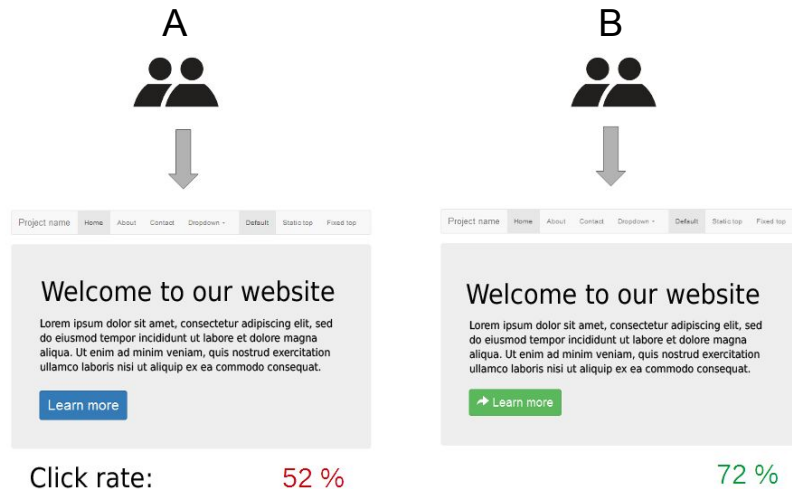 A
B
Project name Home About Contact Dropdown Default Static top Fixed top
Welcome to our website
Lorem ipsum dolor sit amet, consectetur adipiscing elit, sed
do eiusmod tempor incididunt ut labore et dolore magna
aliqua. Ut enim ad minim veniam, quis nostrud exercitation
ullamco laboris nisi ut aliquip ex ea commodo consequat.
Learn more
Project name Home About Contact Dropdown Default Static top Fixed top
Welcome to our website
Lorem ipsum dolor sit amet, consectetur adipiscing elit, sed
do eiusmod tempor incididunt ut labore et dolore magna
aliqua. Ut enim ad minim veniam, quis nostrud exercitation
ullamco laboris nisi ut aliquip ex ea commodo consequat.
Learn more
Click rate: 52 % 72 %